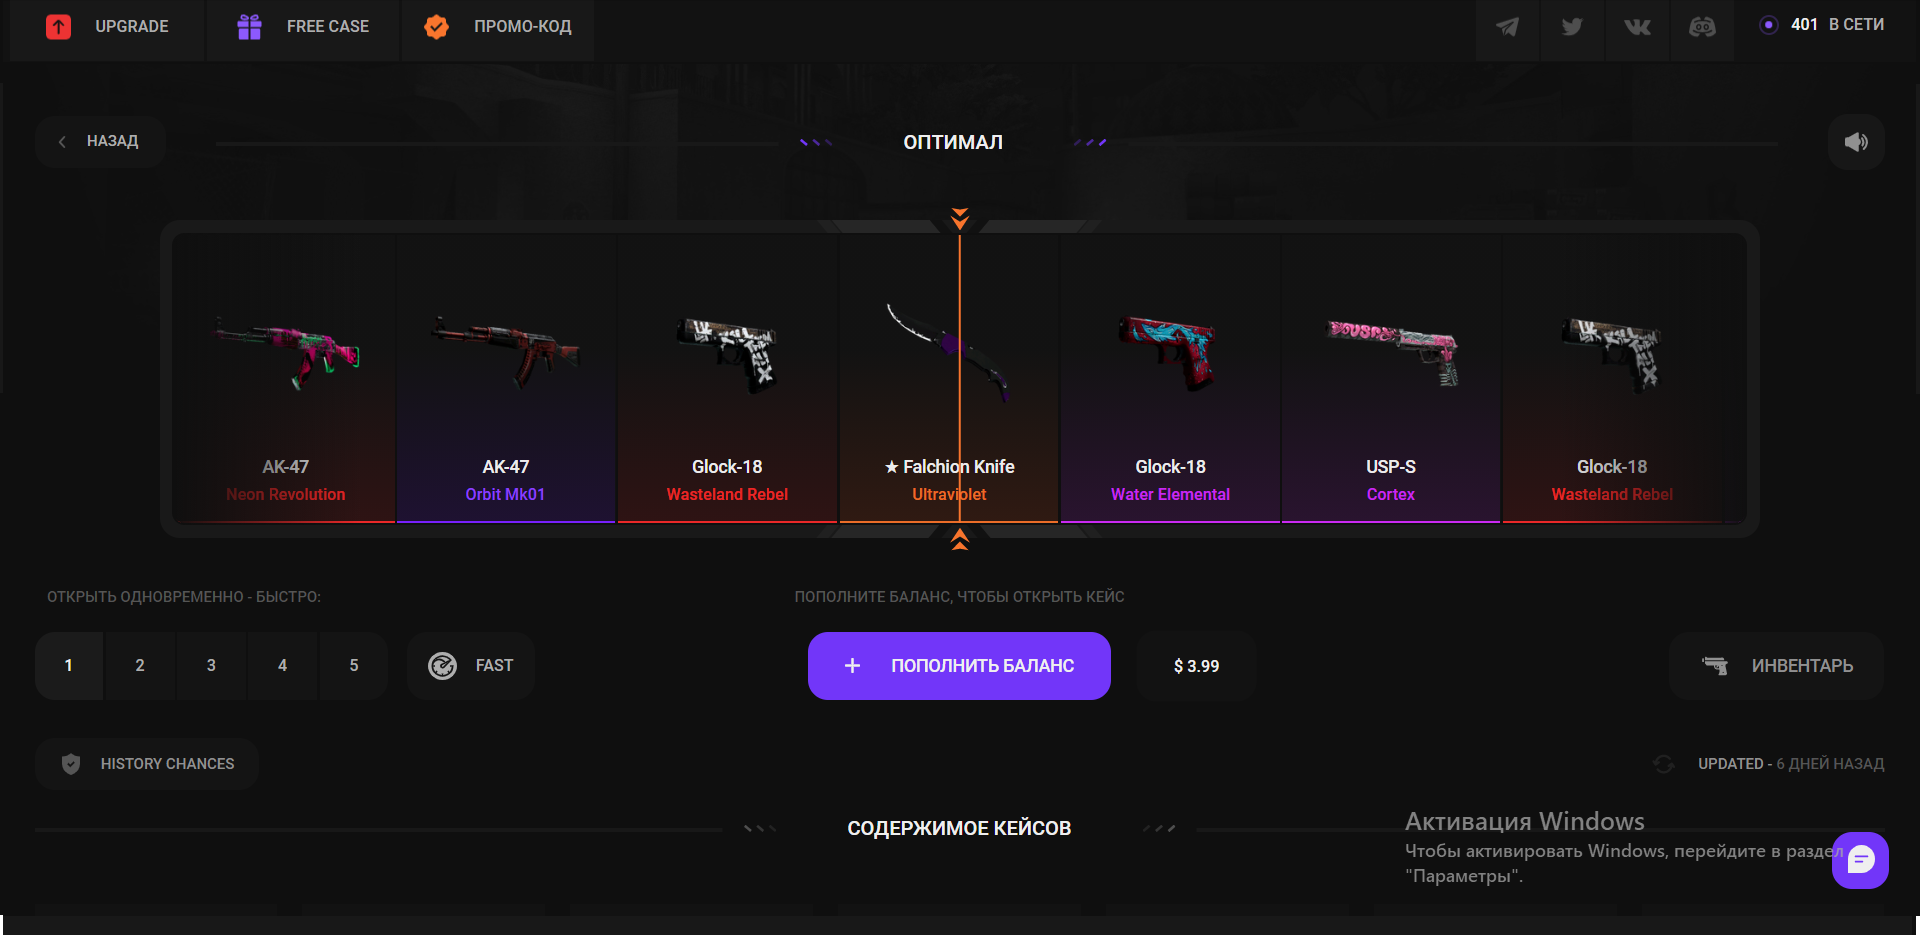 UPGRADE
FREE CASE
ПРОМО-КОД
401 В СЕТИ
НАЗАД
ОПТИМАЛ
AK-47
Neon Revolution
AK-47
Orbit Mk01
Glock-18
Wasteland Rebel
★ Falchion Knife
Ultraviolet
Glock-18
Water Elemental
USP-S
Cortex
Glock-18
Wasteland Rebel
ОТКРЫТЬ ОДНОВРЕМЕННО - БЫСТРО:
ПОПОЛНИТЕ БАЛАНС, ЧТОБЫ ОТКРЫТЬ КЕЙС
1 2 3 4 5
FAST
+ ПОПОЛНИТЬ БАЛАНС
$ 3.99
ИНВЕНТАРЬ
HISTORY CHANCES
UPDATED - 6 ДНЕЙ НАЗАД
СОДЕРЖИМОЕ КЕЙСОВ
Активация Windows
Чтобы активировать Windows, перейдите в раздел
"Параметры".